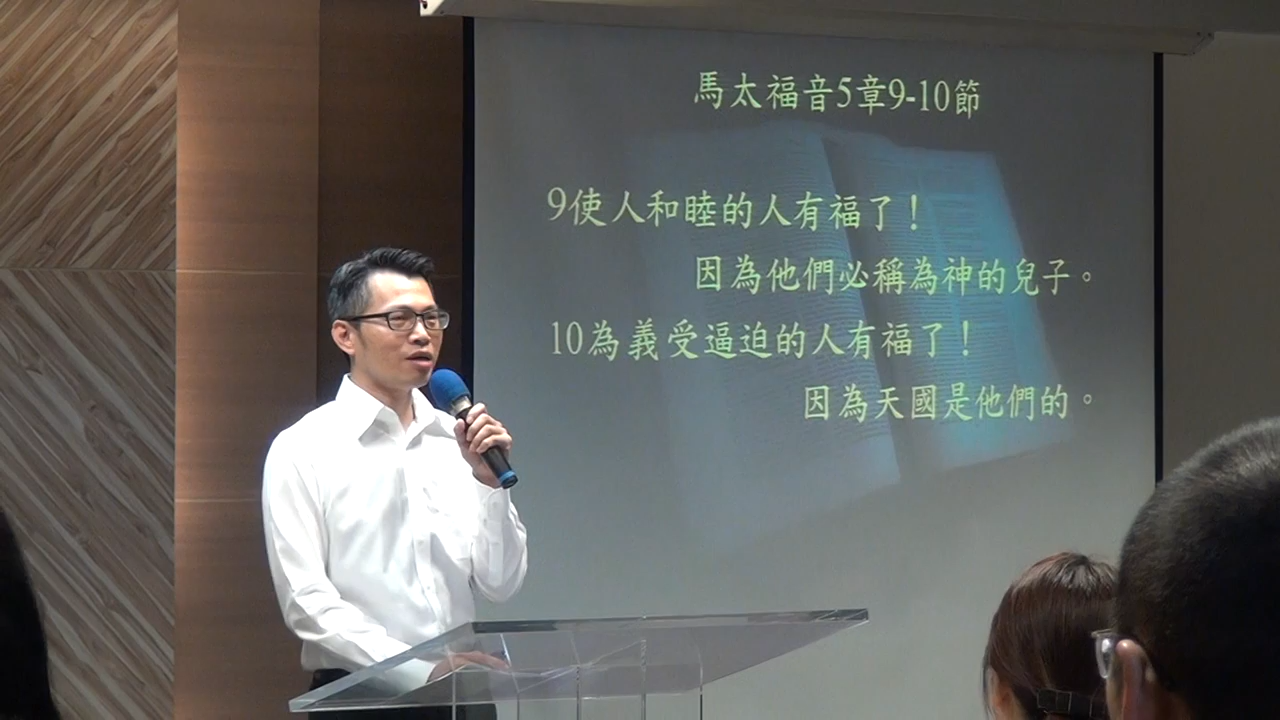 馬太福音5章9-10節
9使人和睦的人有福了！
因為他們必稱為神的兒子。
10為義受逼迫的人有福了！
因為天國是他們的。